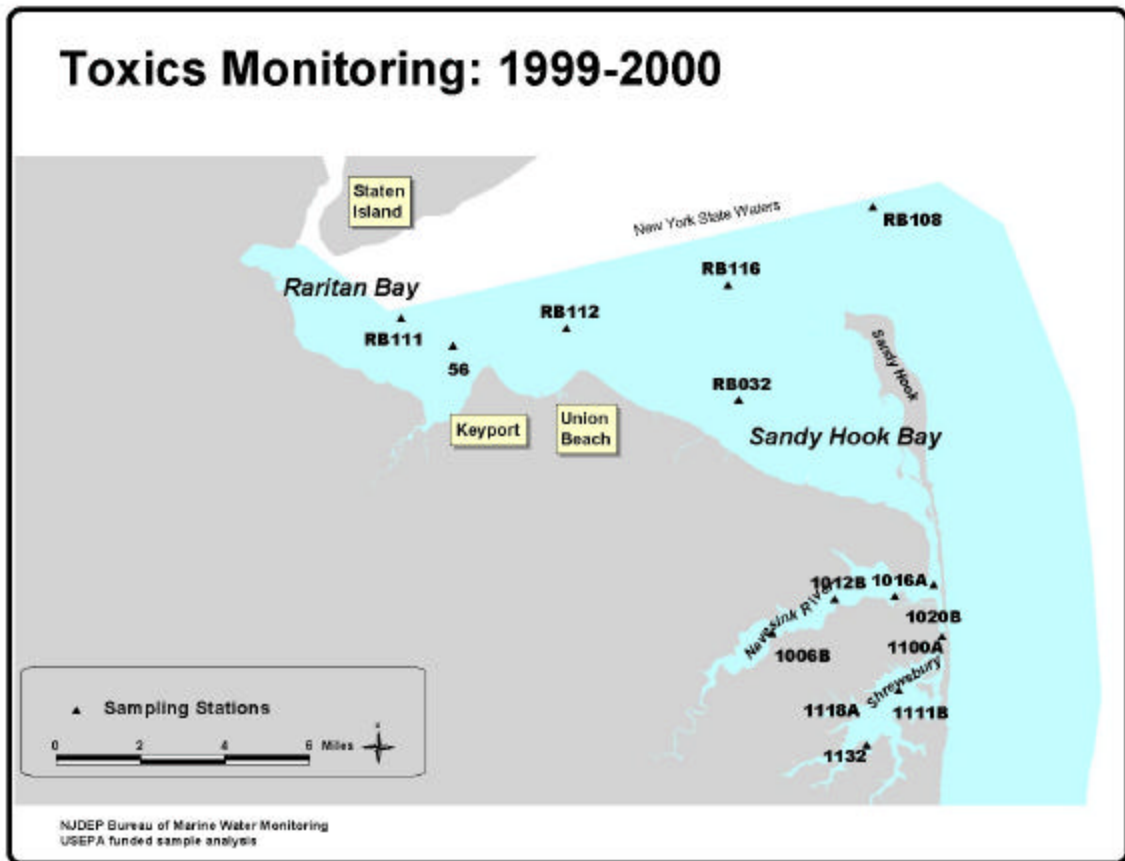 Toxics Monitoring: 1999-2000
Staten
Island
New York State Waters
RB108
RB116
Raritan Bay
RB112
RB111
56
Sandy Hook
RB032
Keyport
Union
Beach
Sandy Hook Bay
1012B
1016A
Navesink River
1020B
1006B
1100A
Shrewsbury
1118A
1111B
1132
Sampling Stations
0 2 4 6 Miles
NJDEP Bureau of Marine Water Monitoring
USEPA funded sample analysis